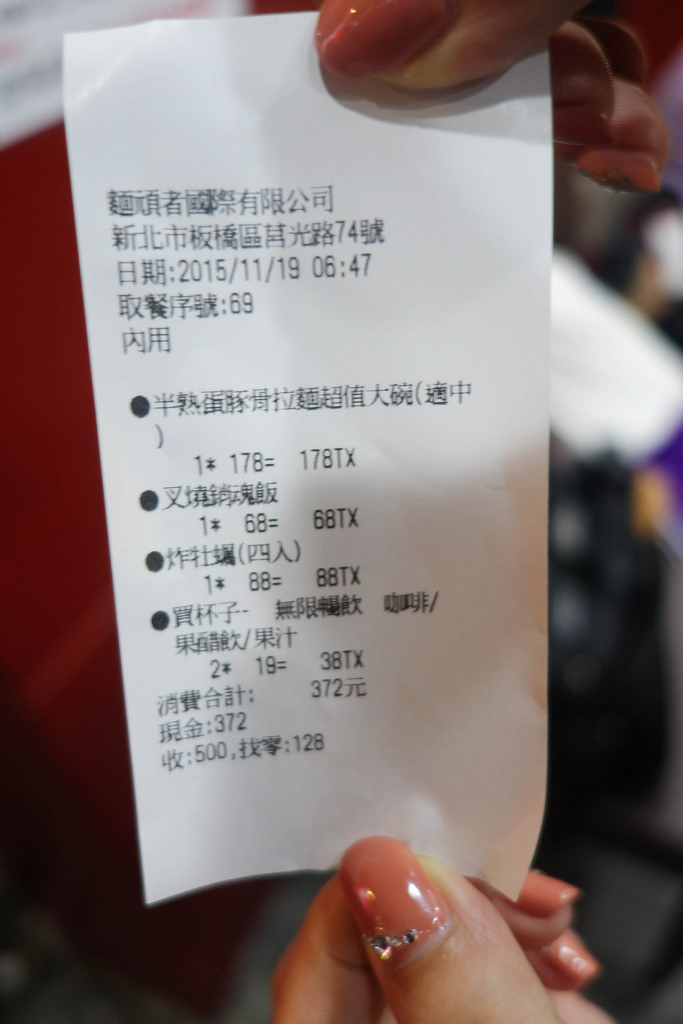 麵頑者國際有限公司
新北市板橋區莒光路74號
日期:2015/11/19 06:47
取餐序號:69
內用
●半熟蛋豚骨拉麵超值大碗(適中
)
1* 178= 178TX
●叉燒銷魂飯
1* 68= 68TX
●炸牡蠣(四入)
1* 88= 88TX
●買杯子- 無限暢飲 咖啡/
果醋飲/果汁
2* 19= 38TX
消費合計: 372元
現金:372
收:500,找零:128